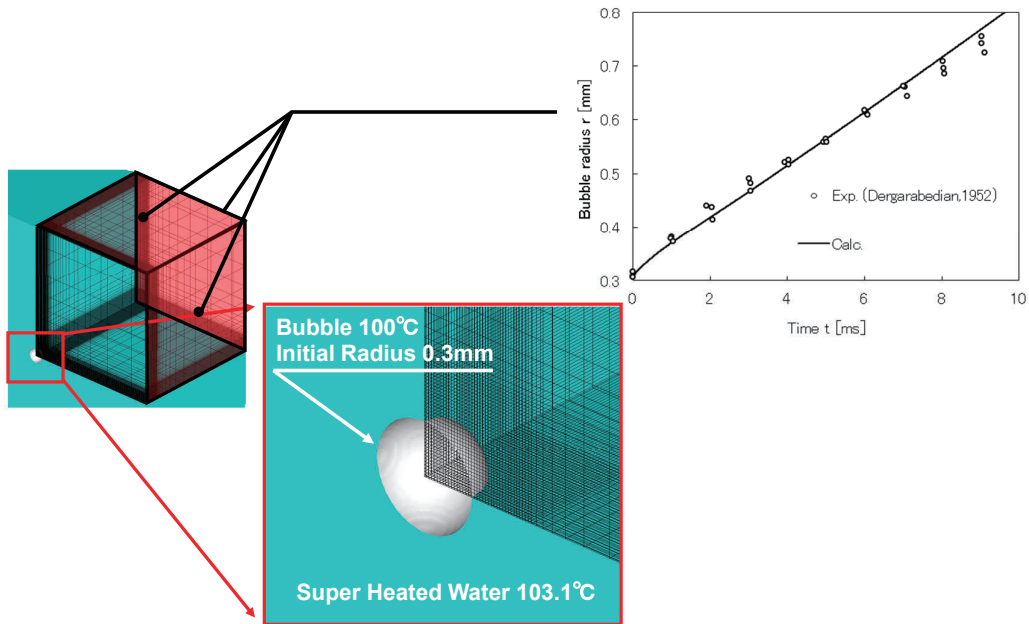 0.8
0.7
0.6
0.5
0.4
0.3
0
2
4
6
8
10
Bubble radius r [mm]
Time t [ms]
Exp. (Dergarabedian,1952)
Calc.
Bubble 100℃
Initial Radius 0.3mm
Super Heated Water 103.1℃